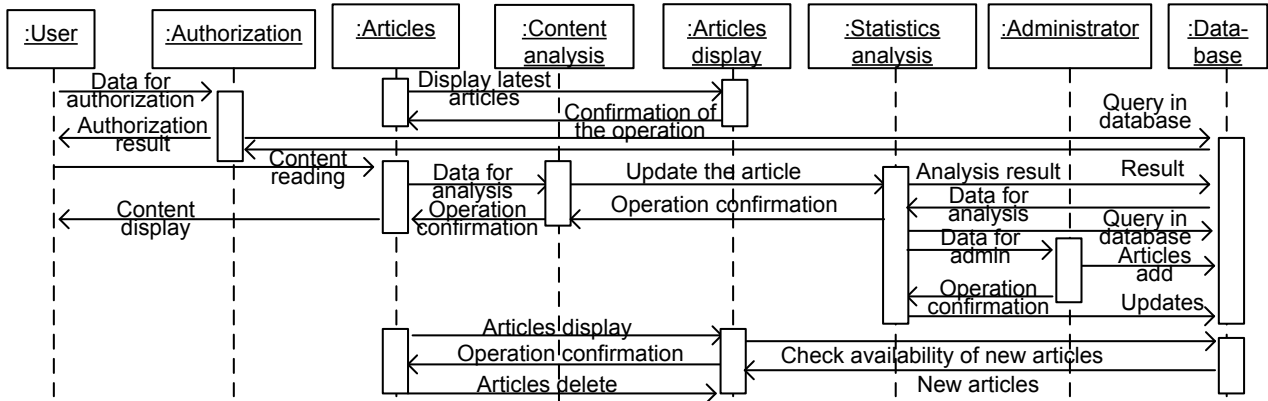 :User
:Authorization
:Articles
:Content
analysis
:Articles
display
:Statistics
analysis
:Administrator
:Data-
base
Data for
authorization
Display latest
articles
Confirmation of
the operation
Query in
database
Authorization
result
Content
reading
Data for
analysis
Update the article
Analysis result
Result
Content
display
Operation
confirmation
Operation confirmation
Data for
analysis
Query in
database
Data for
admin
Articles
add
Operation
confirmation
Updates
Articles display
Operation confirmation
Check availability of new articles
Articles delete
New articles